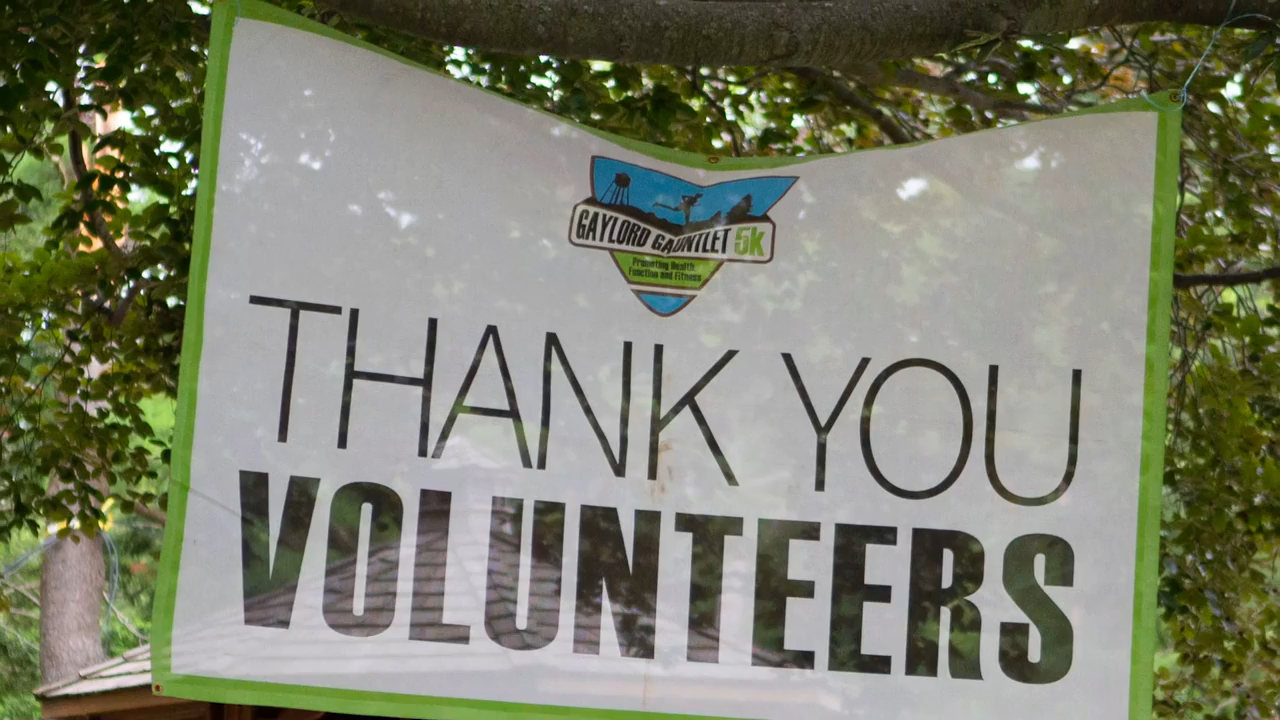 GAYLORD GAUNTLET 5k
Promoting Health,
Function and Fitness
THANK YOU
VOLUNTEERS